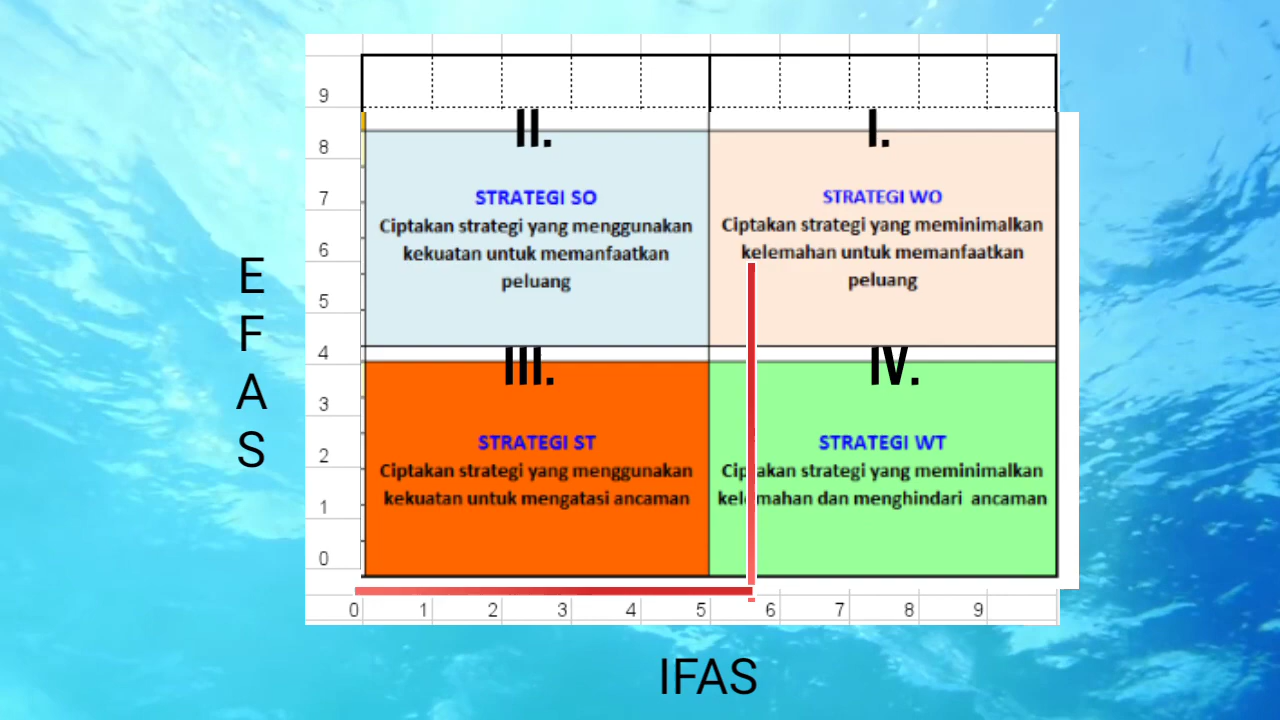 9
8
7
6
5
4
3
2
1
0
E
F
A
S
II.
STRATEGI SO
Ciptakan strategi yang menggunakan
kekuatan untuk memanfaatkan
peluang
I.
STRATEGI WO
Ciptakan strategi yang meminimalkan
kelemahan untuk memanfaatkan
peluang
III.
STRATEGI ST
Ciptakan strategi yang menggunakan
kekuatan untuk mengatasi ancaman
IV.
STRATEGI WT
Ciptakan strategi yang meminimalkan
kelemahan dan menghindari ancaman
0 1 2 3 4 5 6 7 8 9
IFAS